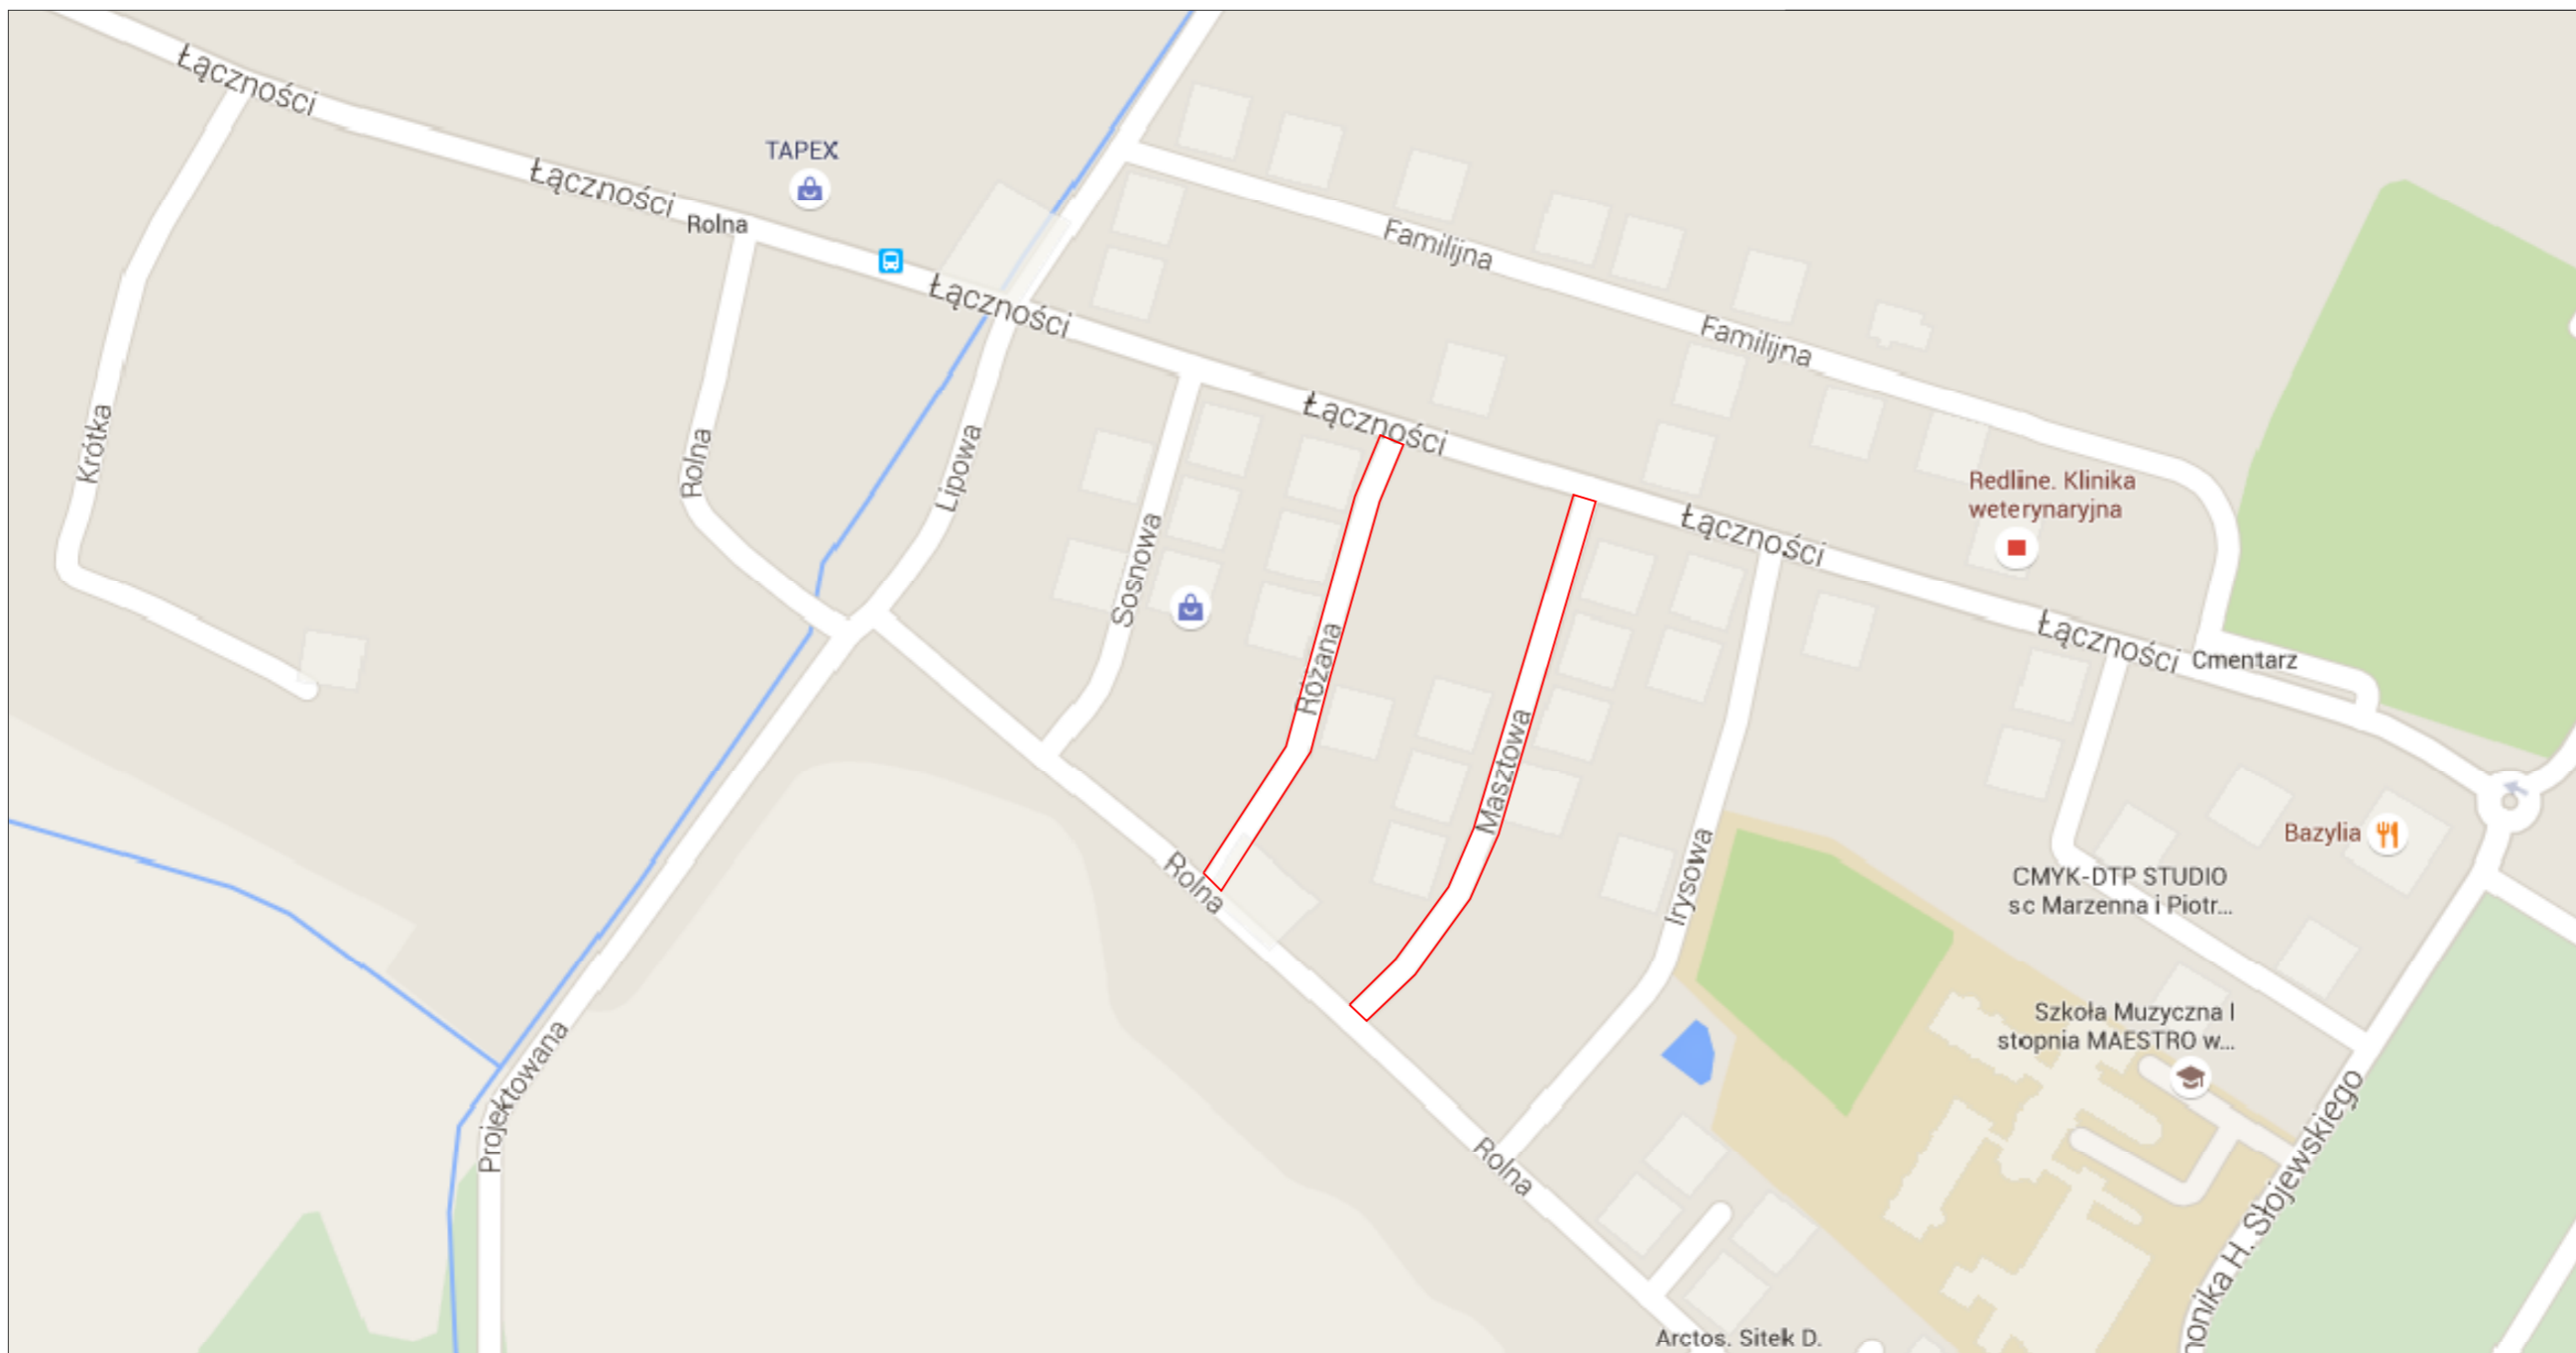 Łączności
TAPEX
Łączności
Rolna
Familijna
Łączności
Familijna
Krótka
Rolna
Lipowa
Łączności
Redline. Klinika
weterynaryjna
Łączności
Sosnowa
Różana
Łączności
Cmentarz
Masztowa
Bazylia
Rolna
Irysowa
CMYK-DTP STUDIO
sc Marzenna i Piotr...
Szkoła Muzyczna I
stopnia MAESTRO w...
Projektowana
Rolna
H. Słojewskiego
Arctos. Sitek D.